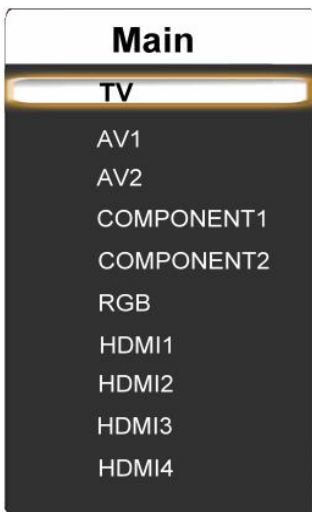 Main
TV
AV1
AV2
COMPONENT1
COMPONENT2
RGB
HDMI1
HDMI2
HDMI3
HDMI4